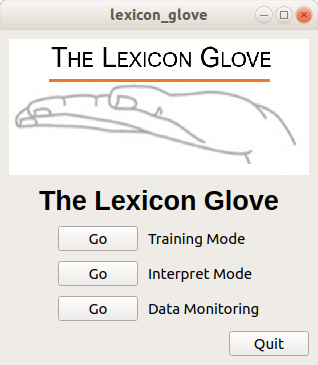 lexicon_glove
The Lexicon Glove
The Lexicon Glove
Go Training Mode
Go Interpret Mode
Go Data Monitoring
Quit